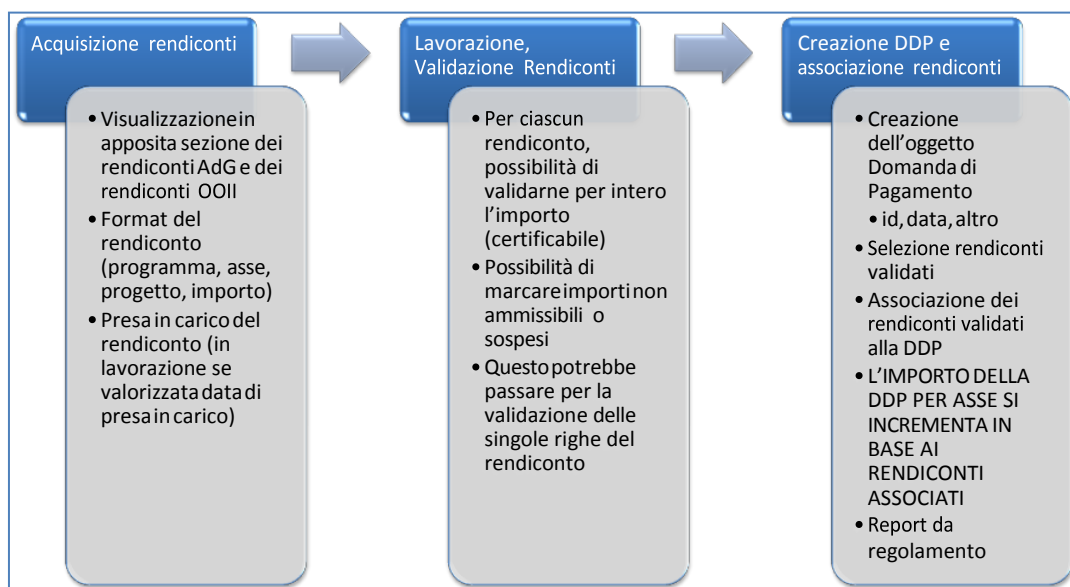 Acquisizione rendiconti
• Visualizzazione in
apposita sezione dei
rendiconti AdG e dei
rendiconti OOII
• Format del
rendiconto
(programma, asse,
progetto, importo)
• Presa in carico del
rendiconto (in
lavorazione se
valorizzata data di
presa in carico)
Lavorazione,
Validazione Rendiconti
• Per ciascun
rendiconto,
possibilità di
validarne per intero
l’importo
(certificabile)
• Possibilità di
marcare importi non
ammissibili o
sospesi
• Questo potrebbe
passare per la
validazione delle
singole righe del
rendiconto
Creazione DDP e
associazione rendiconti
• Creazione
dell’oggetto
Domanda di
Pagamento
• id, data, altro
• Selezione rendiconti
validati
• Associazione dei
rendiconti validati
alla DDP
• L’IMPORTO DELLA
DDP PER ASSE SI
INCREMENTA IN
BASE AI
RENDICONTI
ASSOCIATI
• Report da
regolamento